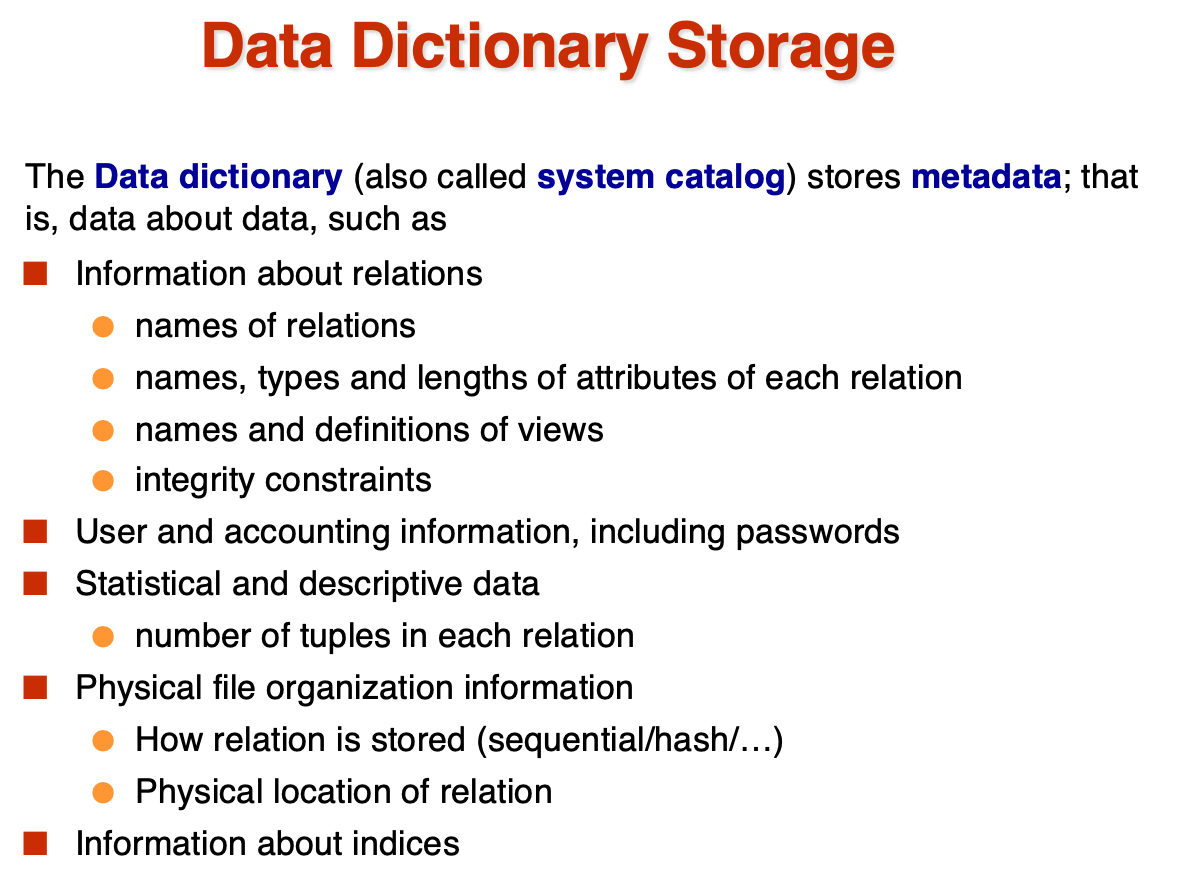 Data Dictionary Storage
The Data dictionary (also called system catalog) stores metadata; that
is, data about data, such as
Information about relations
names of relations
names, types and lengths of attributes of each relation
names and definitions of views
integrity constraints
User and accounting information, including passwords
Statistical and descriptive data
number of tuples in each relation
Physical file organization information
How relation is stored (sequential/hash/…)
Physical location of relation
Information about indices